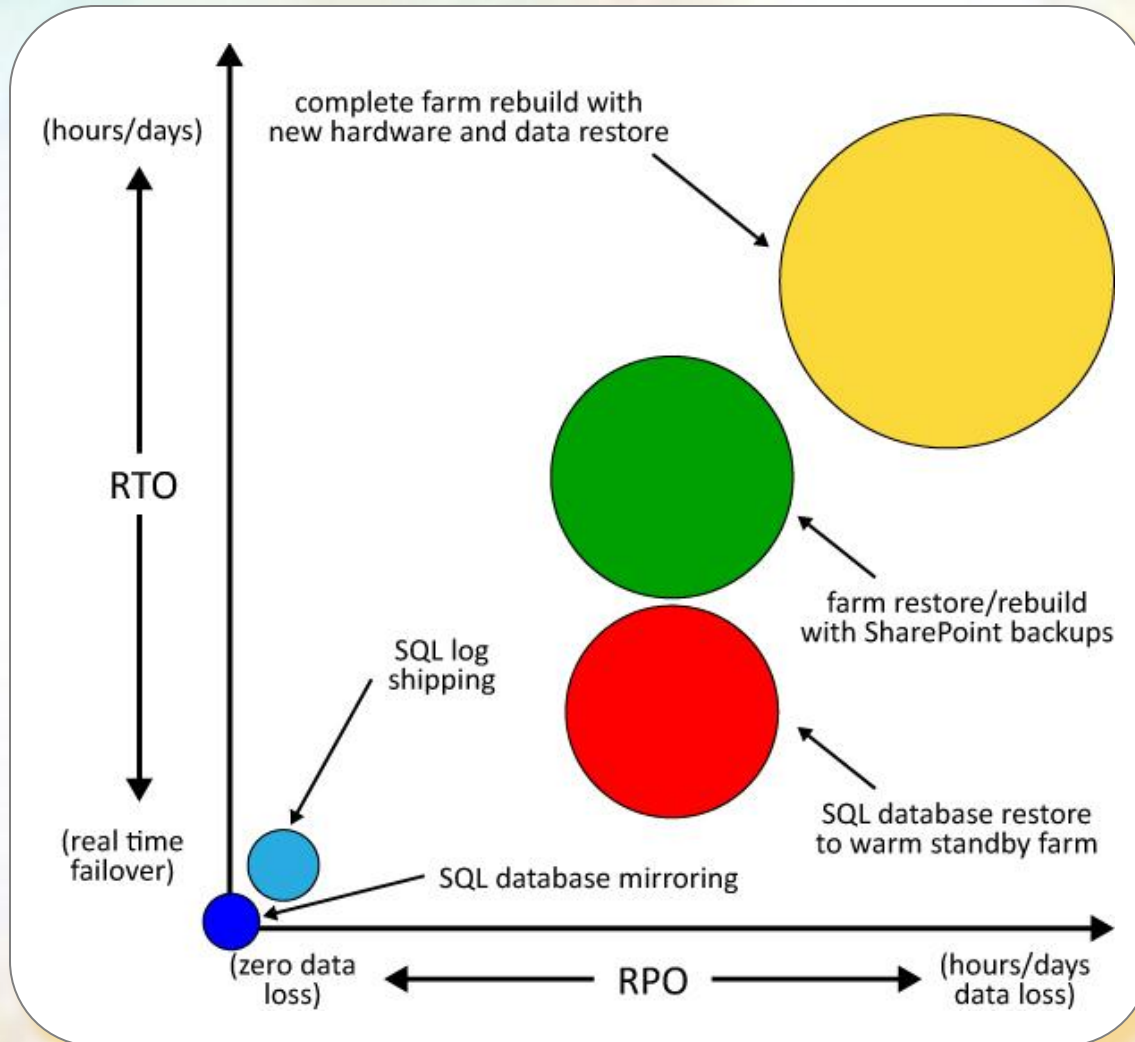 complete farm rebuild with
new hardware and data restore
(hours/days)
RTO
farm restore/rebuild
with SharePoint backups
SQL log
shipping
SQL database restore
to warm standby farm
(real time
failover)
SQL database mirroring
(zero data
loss)
RPO
(hours/days
data loss)